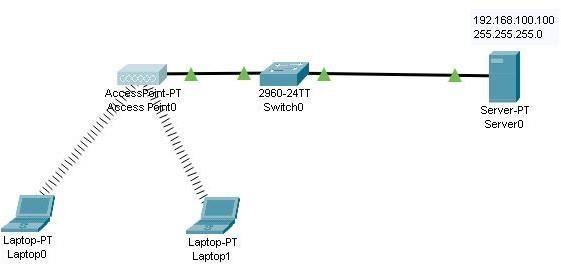 192.168.100.100
255.255.255.0
AccessPoint-PT
Access Point0
2960-24TT
Switch0
Server-PT
Server0
Laptop-PT
Laptop0
Laptop-PT
Laptop1